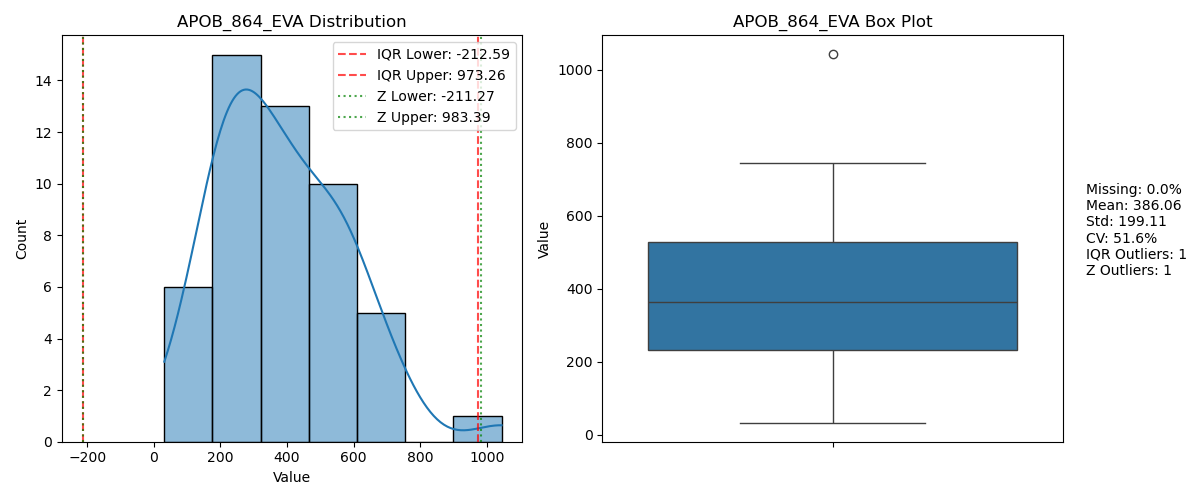 APOB_864_EVA Distribution
IQR Lower: -212.59
IQR Upper: 973.26
Z Lower: -211.27
Z Upper: 983.39
Count
14
12
10
8
6
4
2
0
−200
0
200
400
600
800
1000
Value
APOB_864_EVA Box Plot
Value
1000
800
600
400
200
0
Missing: 0.0%
Mean: 386.06
Std: 199.11
CV: 51.6%
IQR Outliers: 1
Z Outliers: 1